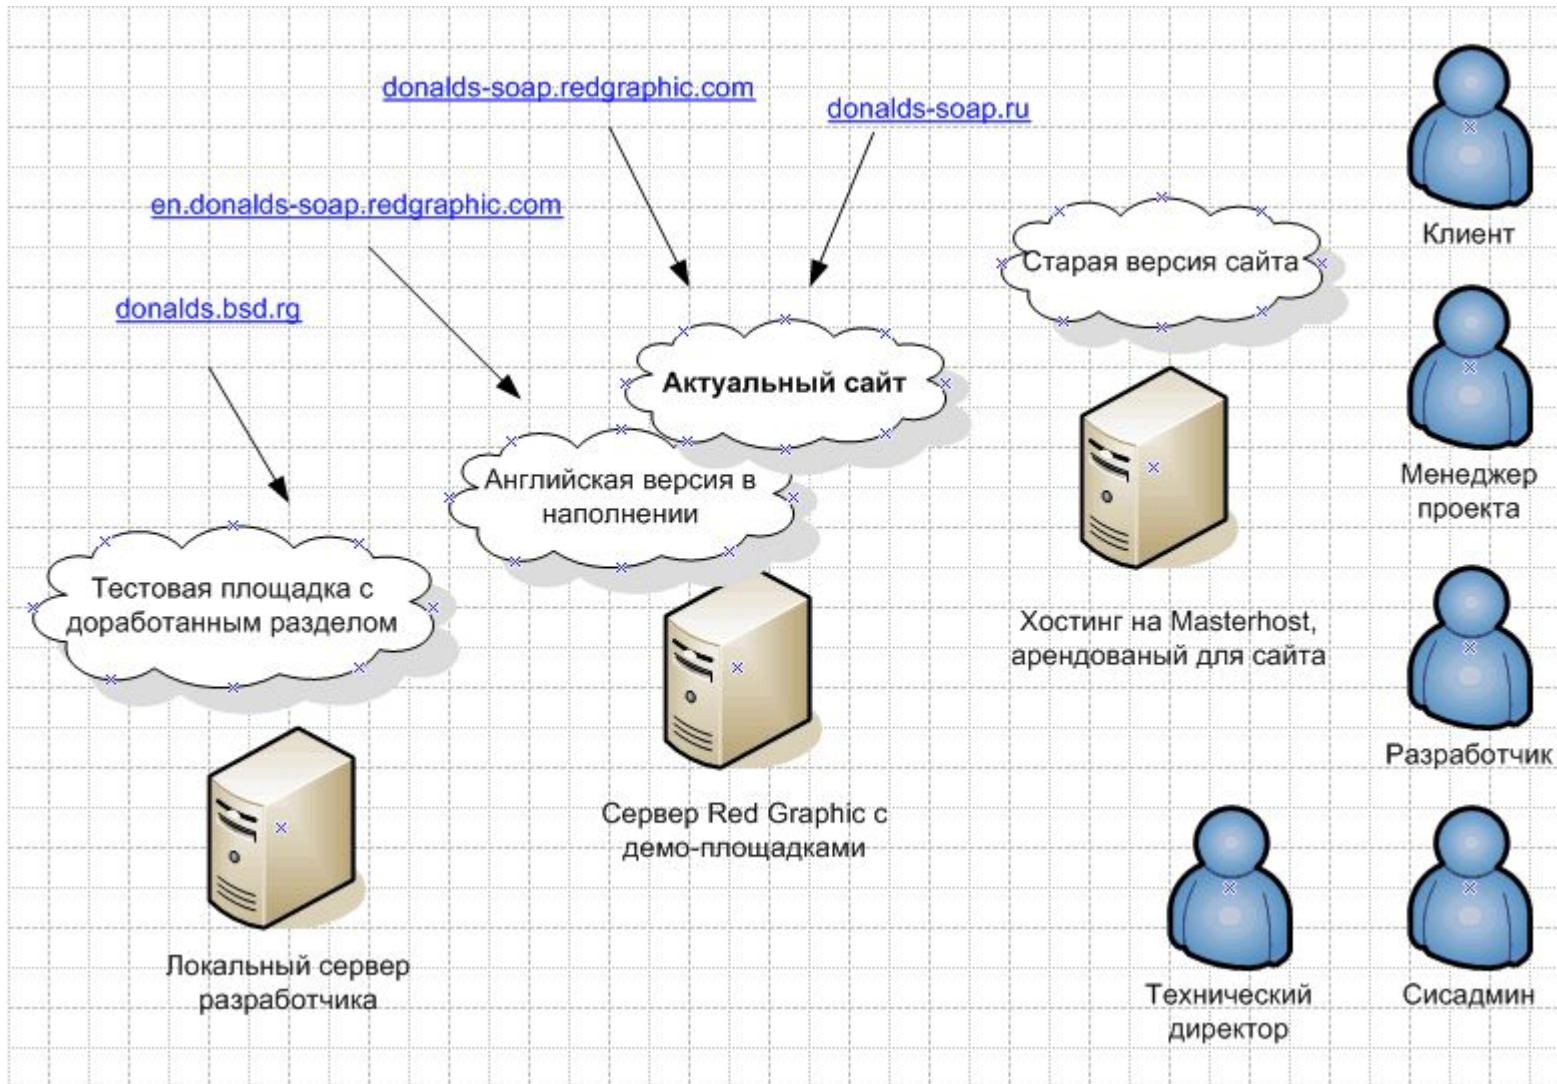 donalds-soap.redgraphic.com
donalds-soap.ru
en.donalds-soap.redgraphic.com
donalds.bsd.rg
Старая версия сайта
Актуальный сайт
Английская версия в
наполнении
Тестовая площадка с
доработанным разделом
Хостинг на Masterhost,
арендованый для сайта
Сервер Red Graphic с
демо-площадками
Локальный сервер
разработчика
Клиент
Менеджер
проекта
Разработчик
Технический
директор
Сисадмин